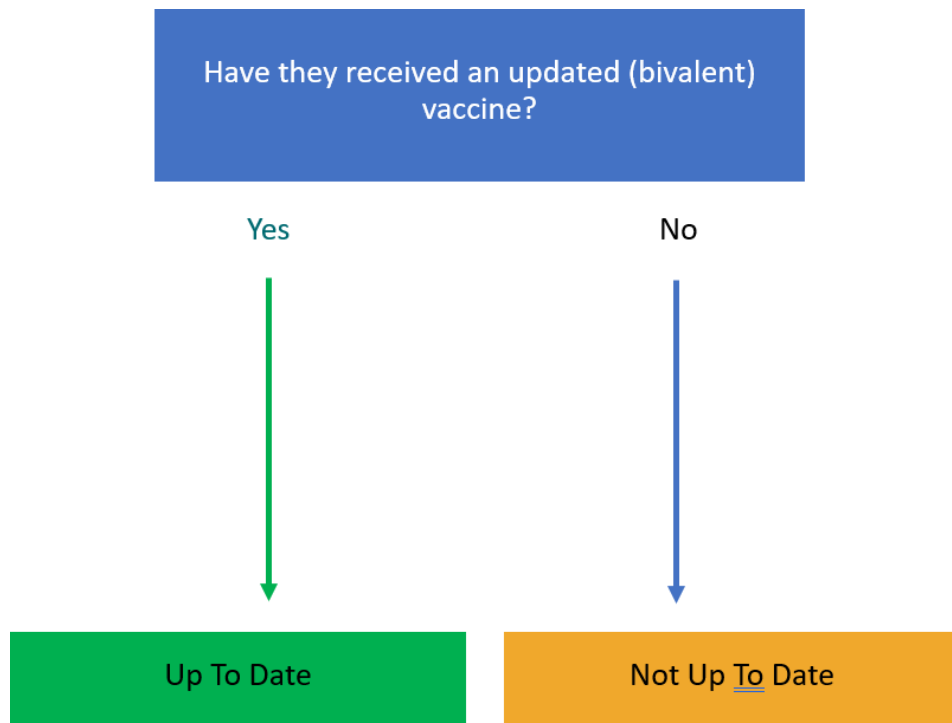 Have they received an updated (bivalent)
vaccine?
Yes
No
Up To Date
Not Up To Date